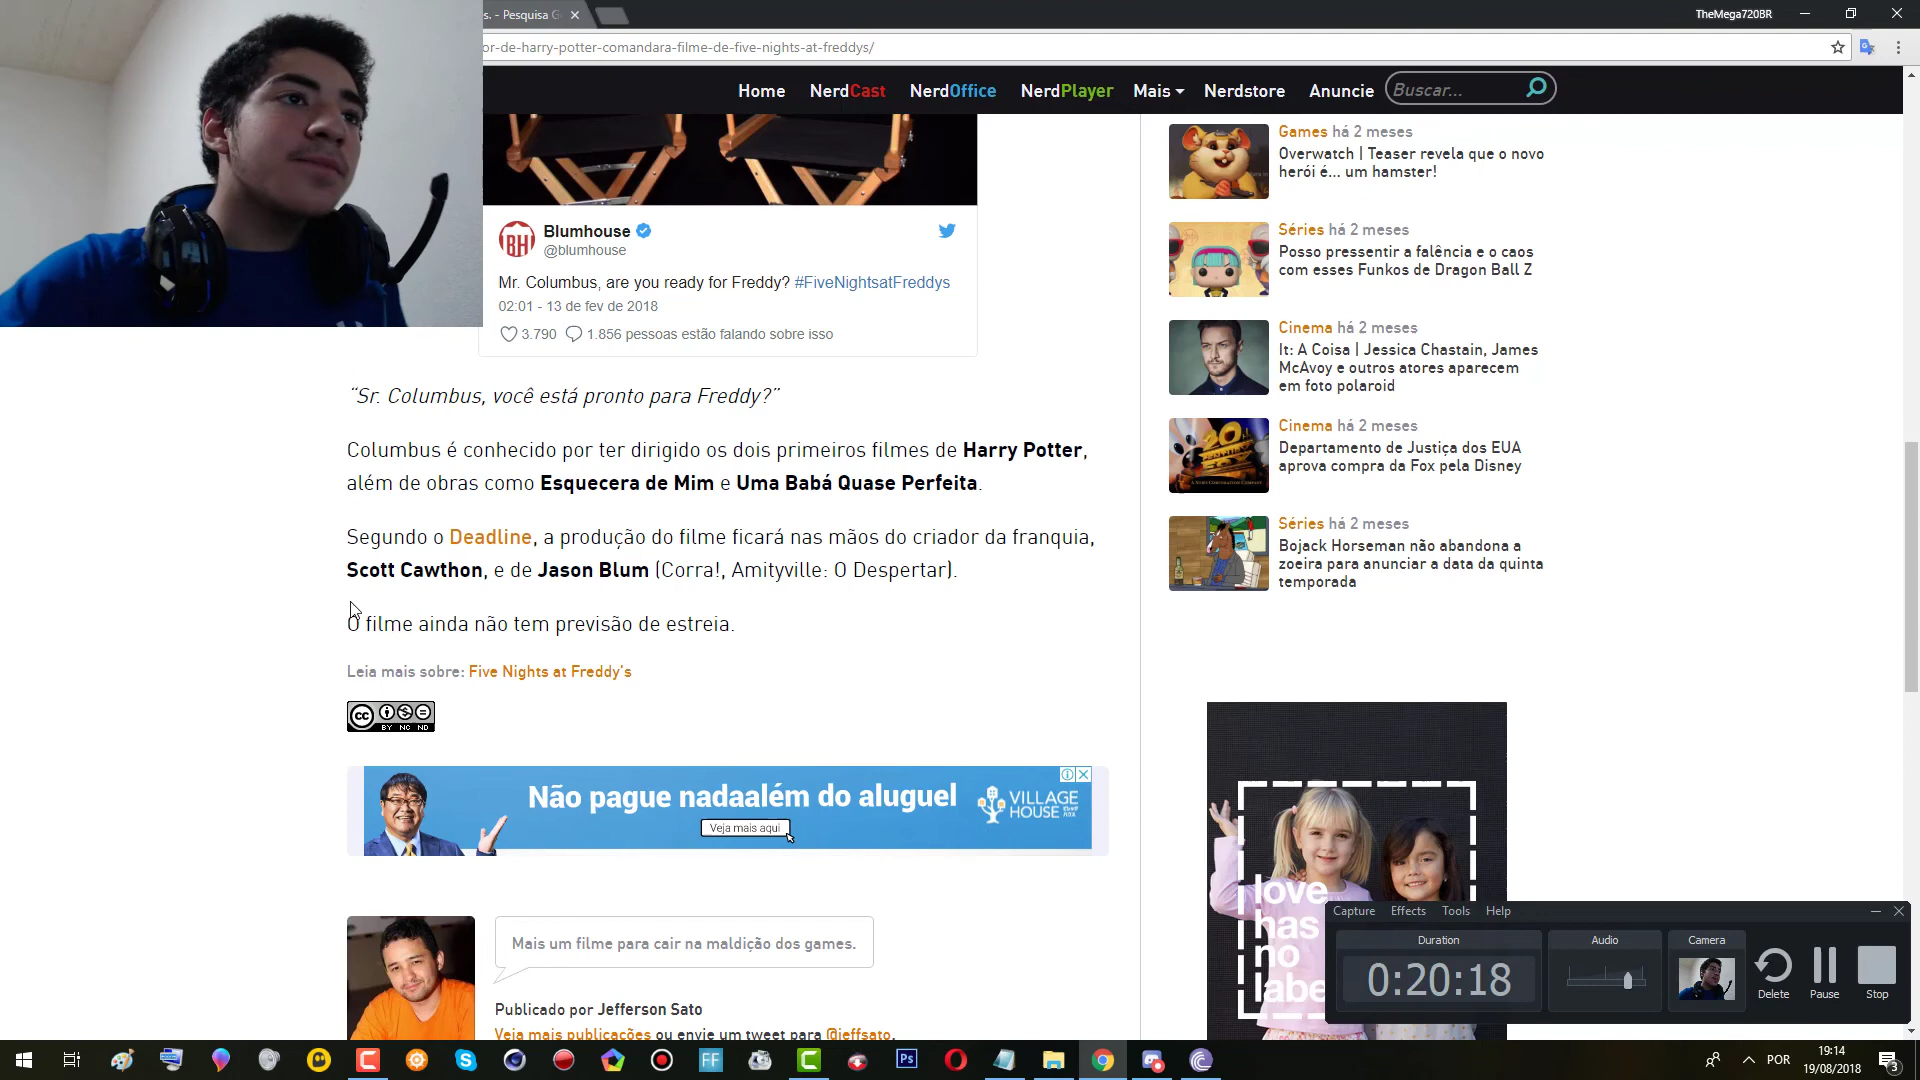 s. - Pesquisa G
TheMega720BR
or-de-harry-potter-comandara-filme-de-five-nights-at-freddys/
Home NerdCast NerdOffice NerdPlayer Mais Nerdstore Anuncie Buscar...
Blumhouse
@blumhouse
Mr. Columbus, are you ready for Freddy? #FiveNightsatFreddys
02:01 - 13 de fev de 2018
3.790 1.856 pessoas estão falando sobre isso
“Sr. Columbus, você está pronto para Freddy?”
Columbus é conhecido por ter dirigido os dois primeiros filmes de Harry Potter,
além de obras como Esquecera de Mim e Uma Babá Quase Perfeita.
Segundo o Deadline, a produção do filme ficará nas mãos do criador da franquia,
Scott Cawthon, e de Jason Blum (Corra!, Amityville: O Despertar).
O filme ainda não tem previsão de estreia.
Leia mais sobre: Five Nights at Freddy's
cc
BY NC ND
Não pague nadaalém do aluguel
Veja mais aqui
VILLAGE
HOUSE
Mais um filme para cair na maldição dos games.
Publicado por Jefferson Sato
Veja mais publicações ou envie um tweet para @jeffsato.
Games há 2 meses
Overwatch | Teaser revela que o novo
herói é... um hamster!
Séries há 2 meses
Posso pressentir a falência e o caos
com esses Funkos de Dragon Ball Z
Cinema há 2 meses
It: A Coisa | Jessica Chastain, James
McAvoy e outros atores aparecem
em foto polaroid
Cinema há 2 meses
Departamento de Justiça dos EUA
aprova compra da Fox pela Disney
Séries há 2 meses
Bojack Horseman não abandona a
zoeira para anunciar a data da quinta
temporada
love
has
no
labe
Capture Effects Tools Help
Duration Audio Camera
0:20:18
Delete Pause Stop
FF
Ps
POR
19:14
19/08/2018
3